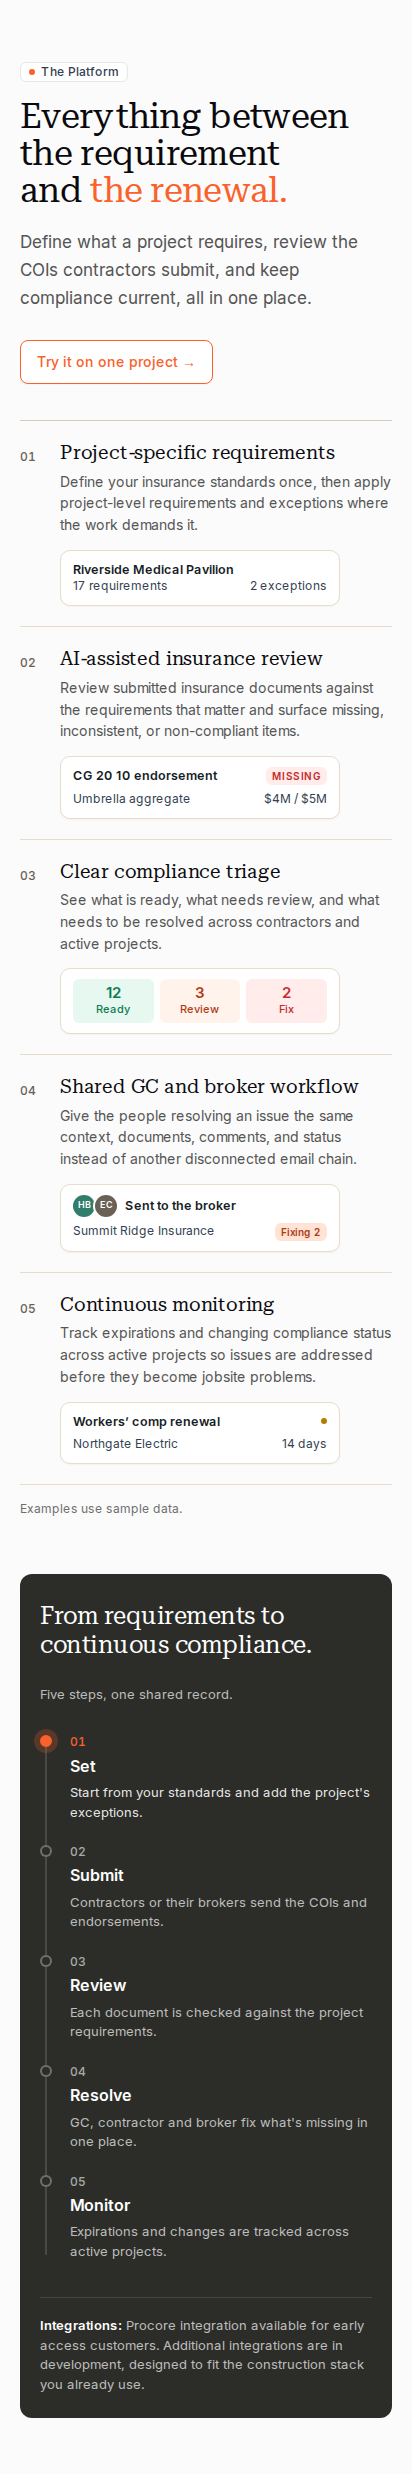 The Platform
Everything between
the requirement
and the renewal.
Define what a project requires, review the
COIs contractors submit, and keep
compliance current, all in one place.
Try it on one project →
01
Project-specific requirements
Define your insurance standards once, then apply
project-level requirements and exceptions where
the work demands it.
Riverside Medical Pavilion
17 requirements 2 exceptions
02
AI-assisted insurance review
Review submitted insurance documents against
the requirements that matter and surface missing,
inconsistent, or non-compliant items.
CG 20 10 endorsement MISSING
Umbrella aggregate $4M / $5M
03
Clear compliance triage
See what is ready, what needs review, and what
needs to be resolved across contractors and
active projects.
12 3 2
Ready Review Fix
04
Shared GC and broker workflow
Give the people resolving an issue the same
context, documents, comments, and status
instead of another disconnected email chain.
HB EC Sent to the broker
Summit Ridge Insurance Fixing 2
05
Continuous monitoring
Track expirations and changing compliance status
across active projects so issues are addressed
before they become jobsite problems.
Workers’ comp renewal
Northgate Electric 14 days
Examples use sample data.
From requirements to
continuous compliance.
Five steps, one shared record.
01
Set
Start from your standards and add the project's
exceptions.
02
Submit
Contractors or their brokers send the COIs and
endorsements.
03
Review
Each document is checked against the project
requirements.
04
Resolve
GC, contractor and broker fix what's missing in
one place.
05
Monitor
Expirations and changes are tracked across
active projects.
Integrations: Procore integration available for early
access customers. Additional integrations are in
development, designed to fit the construction stack
you already use.